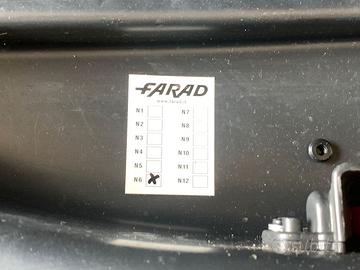 FARAD
www.farad.it
N1 N7
N2 N8
N3 N9
N4 N10
N5 N11
N6 N12